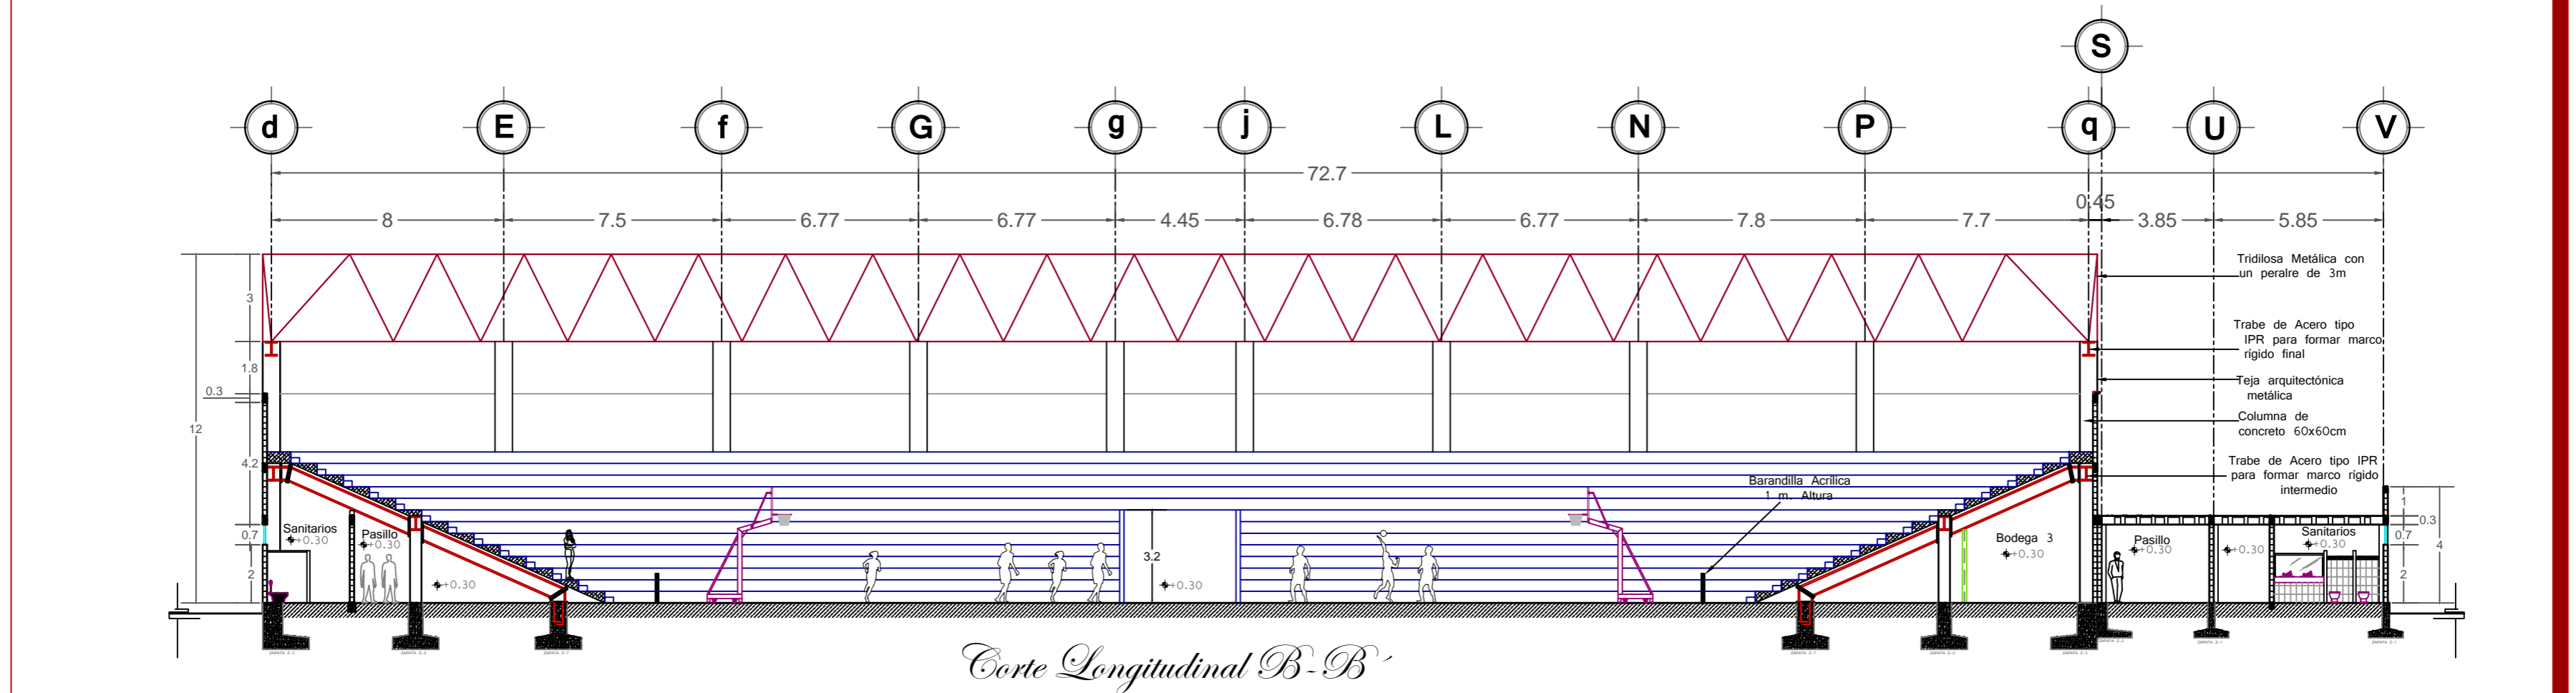 S
d E f G g j L N P q U V
72.7
0.45
8 7.5 6.77 6.77 4.45 6.78 6.77 7.8 7.7 3.85 5.85
Tridilosa Metálica con
un peralre de 3m
3
Trabe de Acero tipo
IPR para formar marco
rígido final
1.8
Teja arquitectónica
metálica
0.3
Columna de
concreto 60x60cm
12
4.2
Trabe de Acero tipo IPR
para formar marco rígido
intermedio
Barandilla Acrílica
1 m. Altura
1
0.3
0.7
4
2
Sanitarios
+0.30
Pasillo
+0.30
0.7
2
+0.30
3.2
+0.30
Bodega 3
+0.30
Pasillo
+0.30
+0.30
Sanitarios
+0.30
Corte Longitudinal B-B´